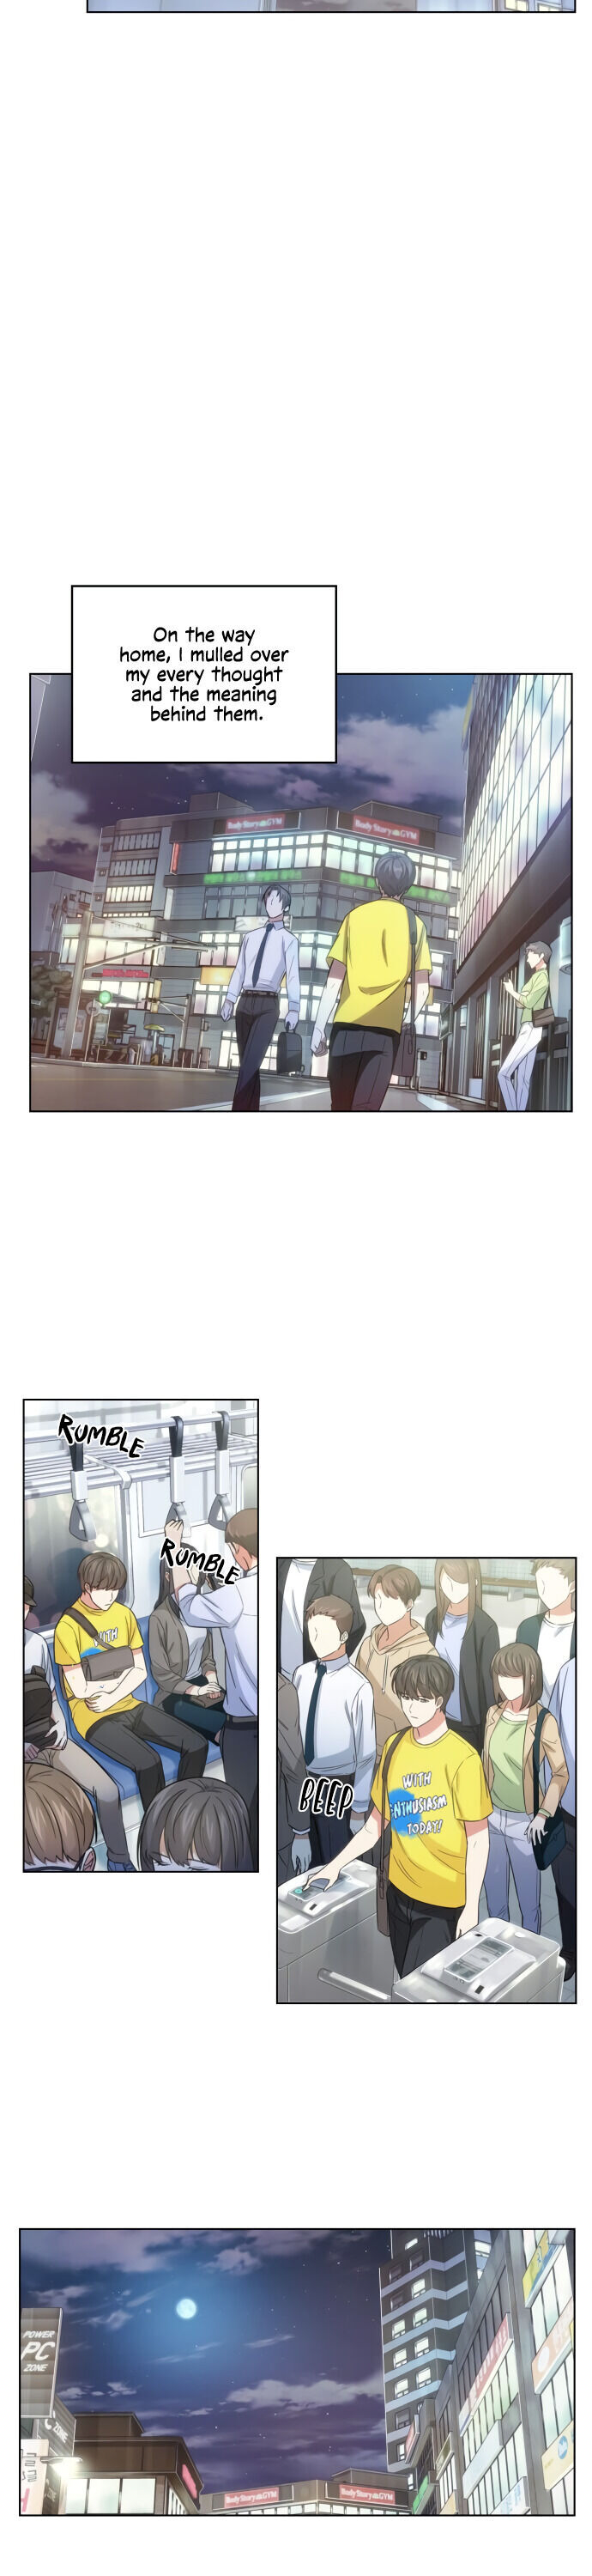 On the way
home, I mulled over
my every thought
and the meaning
behind them.
Body Story GYM
Body Story GYM
RUMBLE
RUMBLE
WITH
WITH
ENTHUSIASM
TODAY!
BEEP
POWER
PC
ZONE
ZONE
Body Story GYM
Body Story GYM